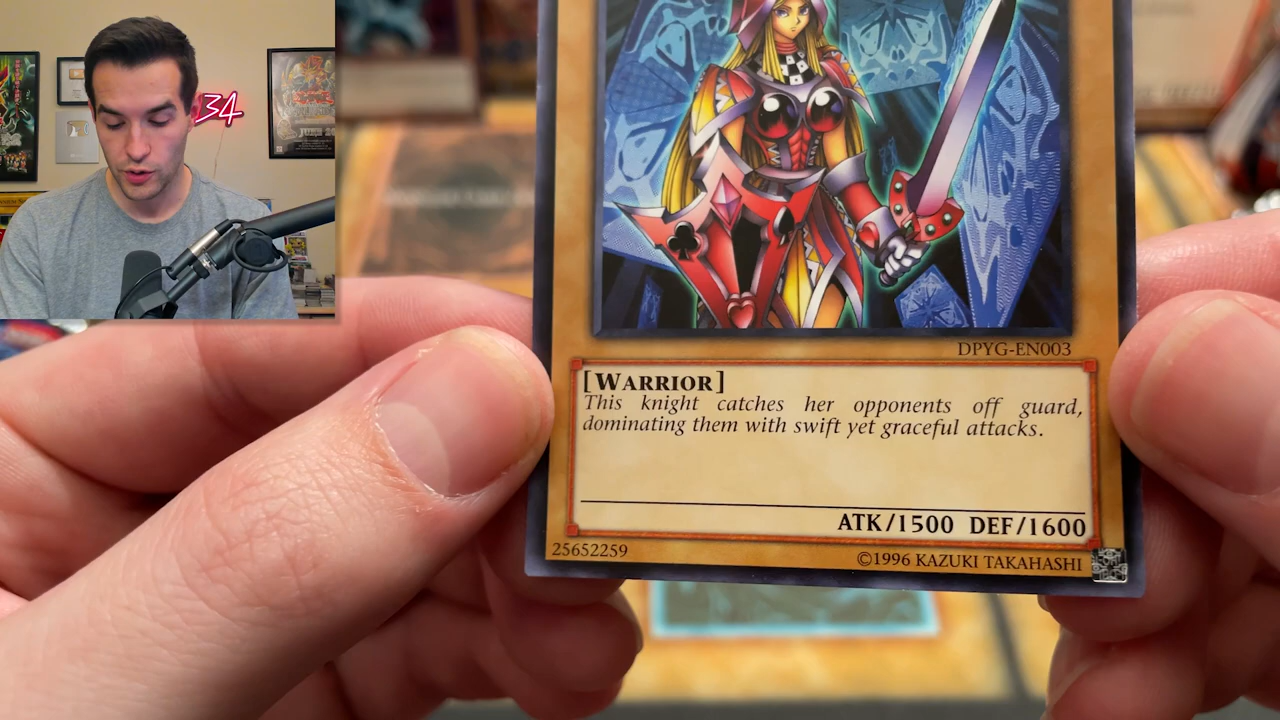 34
DPYG-EN003
[WARRIOR]
This knight catches her opponents off guard,
dominating them with swift yet graceful attacks.
ATK/1500 DEF/1600
25652259
©1996 KAZUKI TAKAHASHI